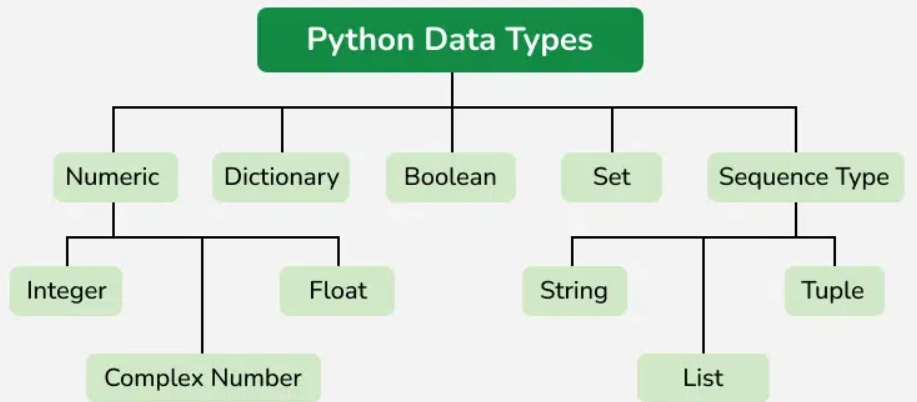 Python Data Types
Numeric
Dictionary
Boolean
Set
Sequence Type
Integer
Float
String
Tuple
Complex Number
List